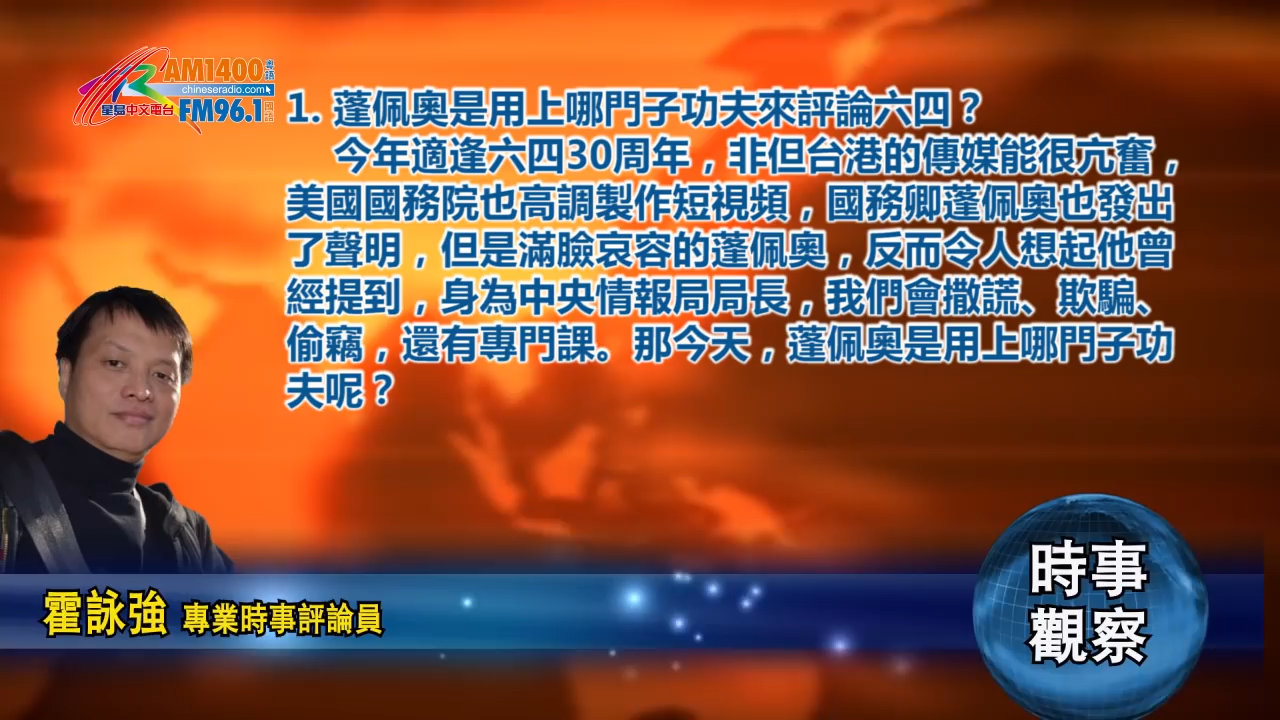 AM1400 粵語
chineseradio.com
星島中文電台 FM96.1 國語
1. 蓬佩奧是用上哪門子功夫來評論六四？
今年適逢六四30周年，非但台港的傳媒能很亢奮，
美國國務院也高調製作短視頻，國務卿蓬佩奧也發出
了聲明，但是滿臉哀容的蓬佩奧，反而令人想起他曾
經提到，身為中央情報局局長，我們會撒謊、欺騙、
偷竊，還有專門課。那今天，蓬佩奧是用上哪門子功
夫呢？
霍詠強 專業時事評論員
時事
觀察